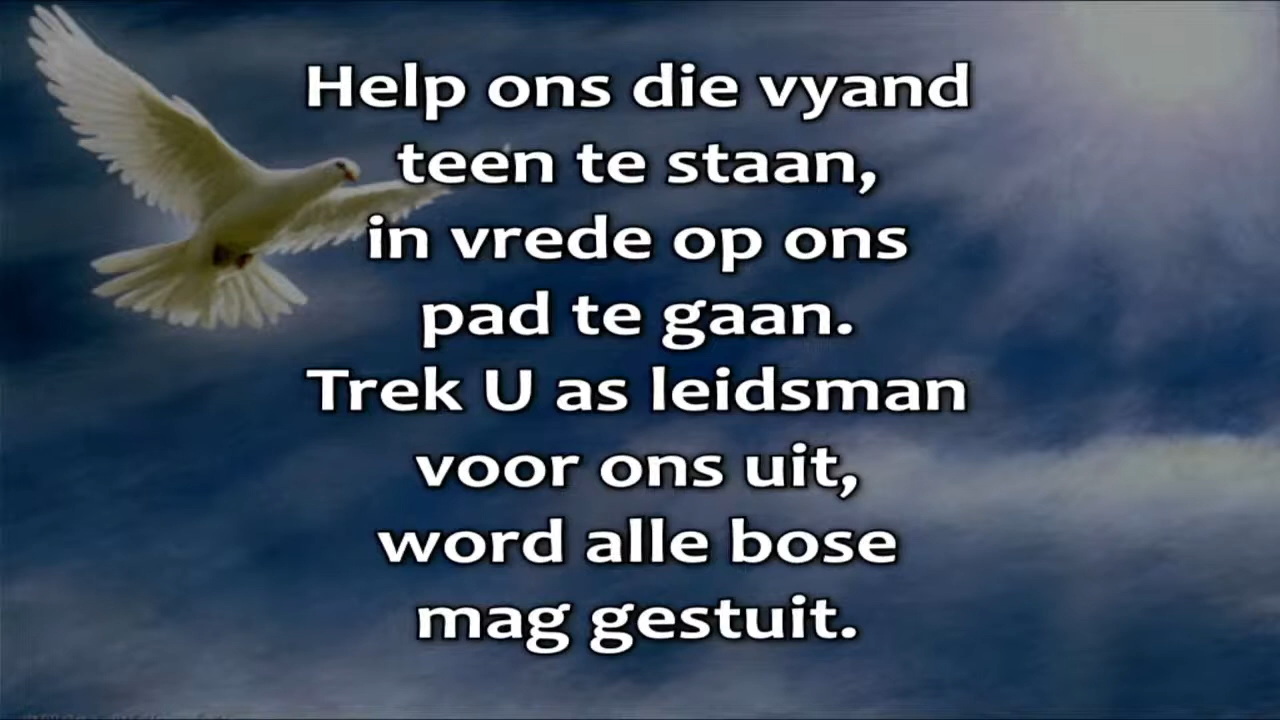 Help ons die vyand
teen te staan,
in vrede op ons
pad te gaan.
Trek U as leidsman
voor ons uit,
word alle bose
mag gestuit.